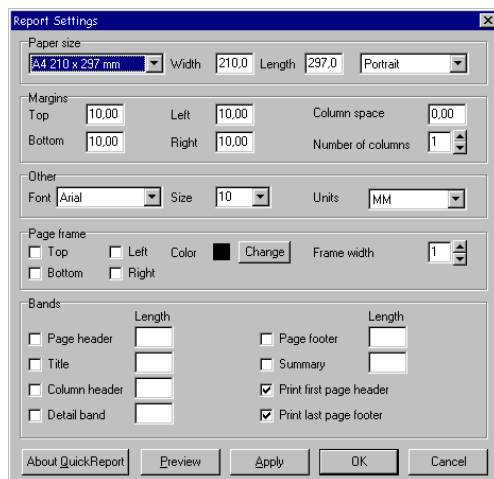 Report Settings
Paper size
A4 210 x 297 mm Width 210,0 Length 297,0 Portrait
Margins
Top 10,00 Left 10,00 Column space 0,00
Bottom 10,00 Right 10,00 Number of columns 1
Other
Font Arial Size 10 Units MM
Page frame
Top Left Color Change Frame width 1
Bottom Right
Bands
Length Length
Page header Page footer
Title Summary
Column header Print first page header
Detail band Print last page footer
About QuickReport Preview Apply OK Cancel